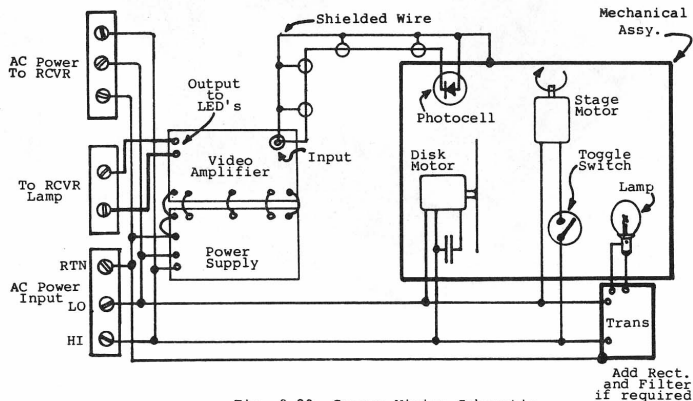 Mechanical
Assy.
Shielded Wire
AC Power
To RCVR
Output
to
LED's
Photocell
Stage
Motor
Video
Amplifier
Input
Disk
Motor
Toggle
Switch
Lamp
To RCVR
Lamp
Power
Supply
RTN
AC Power
Input
LO
HI
Trans
Add Rect.
and Filter
if required